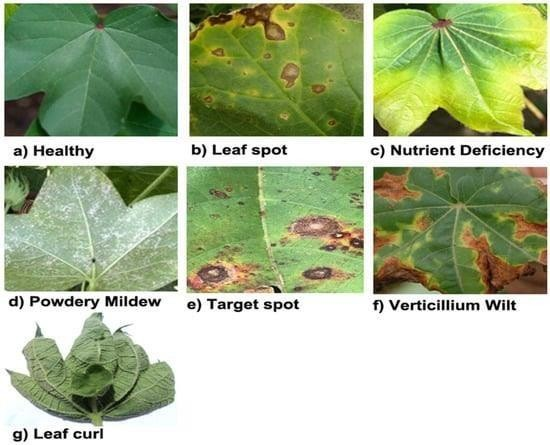 a) Healthy
b) Leaf spot
c) Nutrient Deficiency
d) Powdery Mildew
e) Target spot
f) Verticillium Wilt
g) Leaf curl